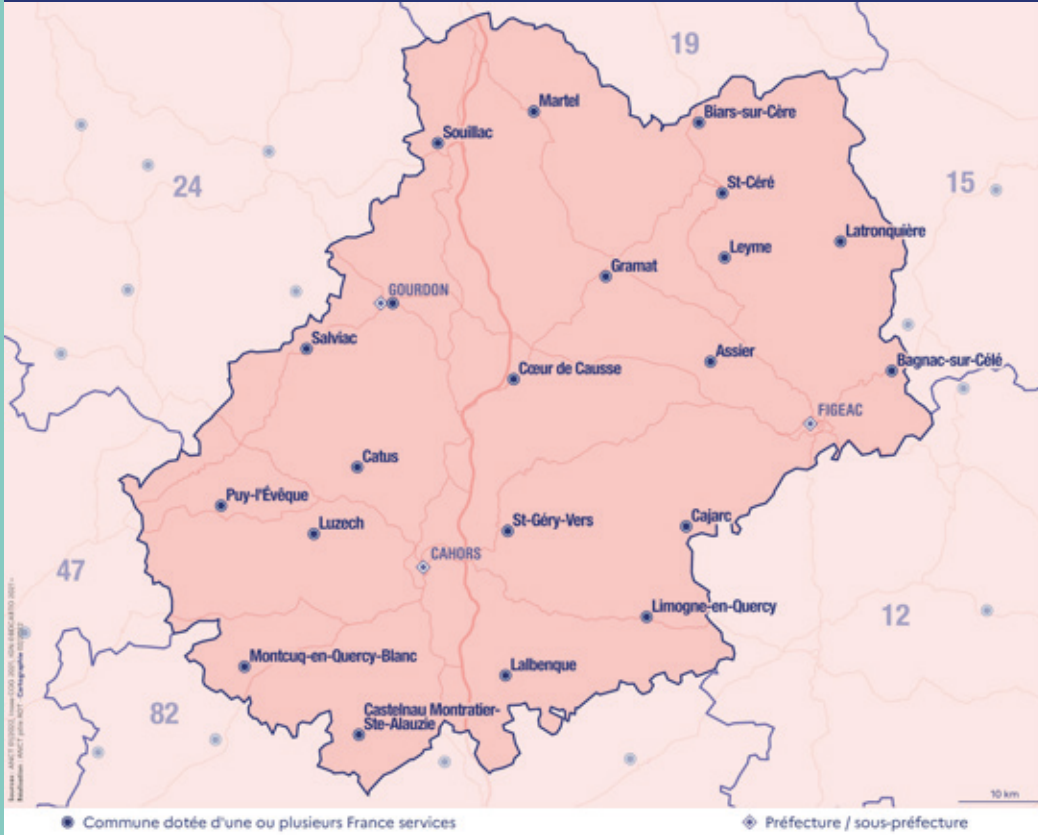 19
Martel
Biars-sur-Cère
Souillac
24
St-Céré
15
Latronquière
Leyme
Gramat
GOURDON
Salviac
Assier
Cœur de Causse
Bagnac-sur-Célé
FIGEAC
Catus
Puy-l'Évêque
Luzech
St-Géry-Vers
Cajarc
CAHORS
47
Limogne-en-Quercy
12
Montcuq-en-Quercy-Blanc
Lalbenque
82
Castelnau Montratier-
Ste-Alauzie
10 km
Commune dotée d'une ou plusieurs France services
Préfecture / sous-préfecture